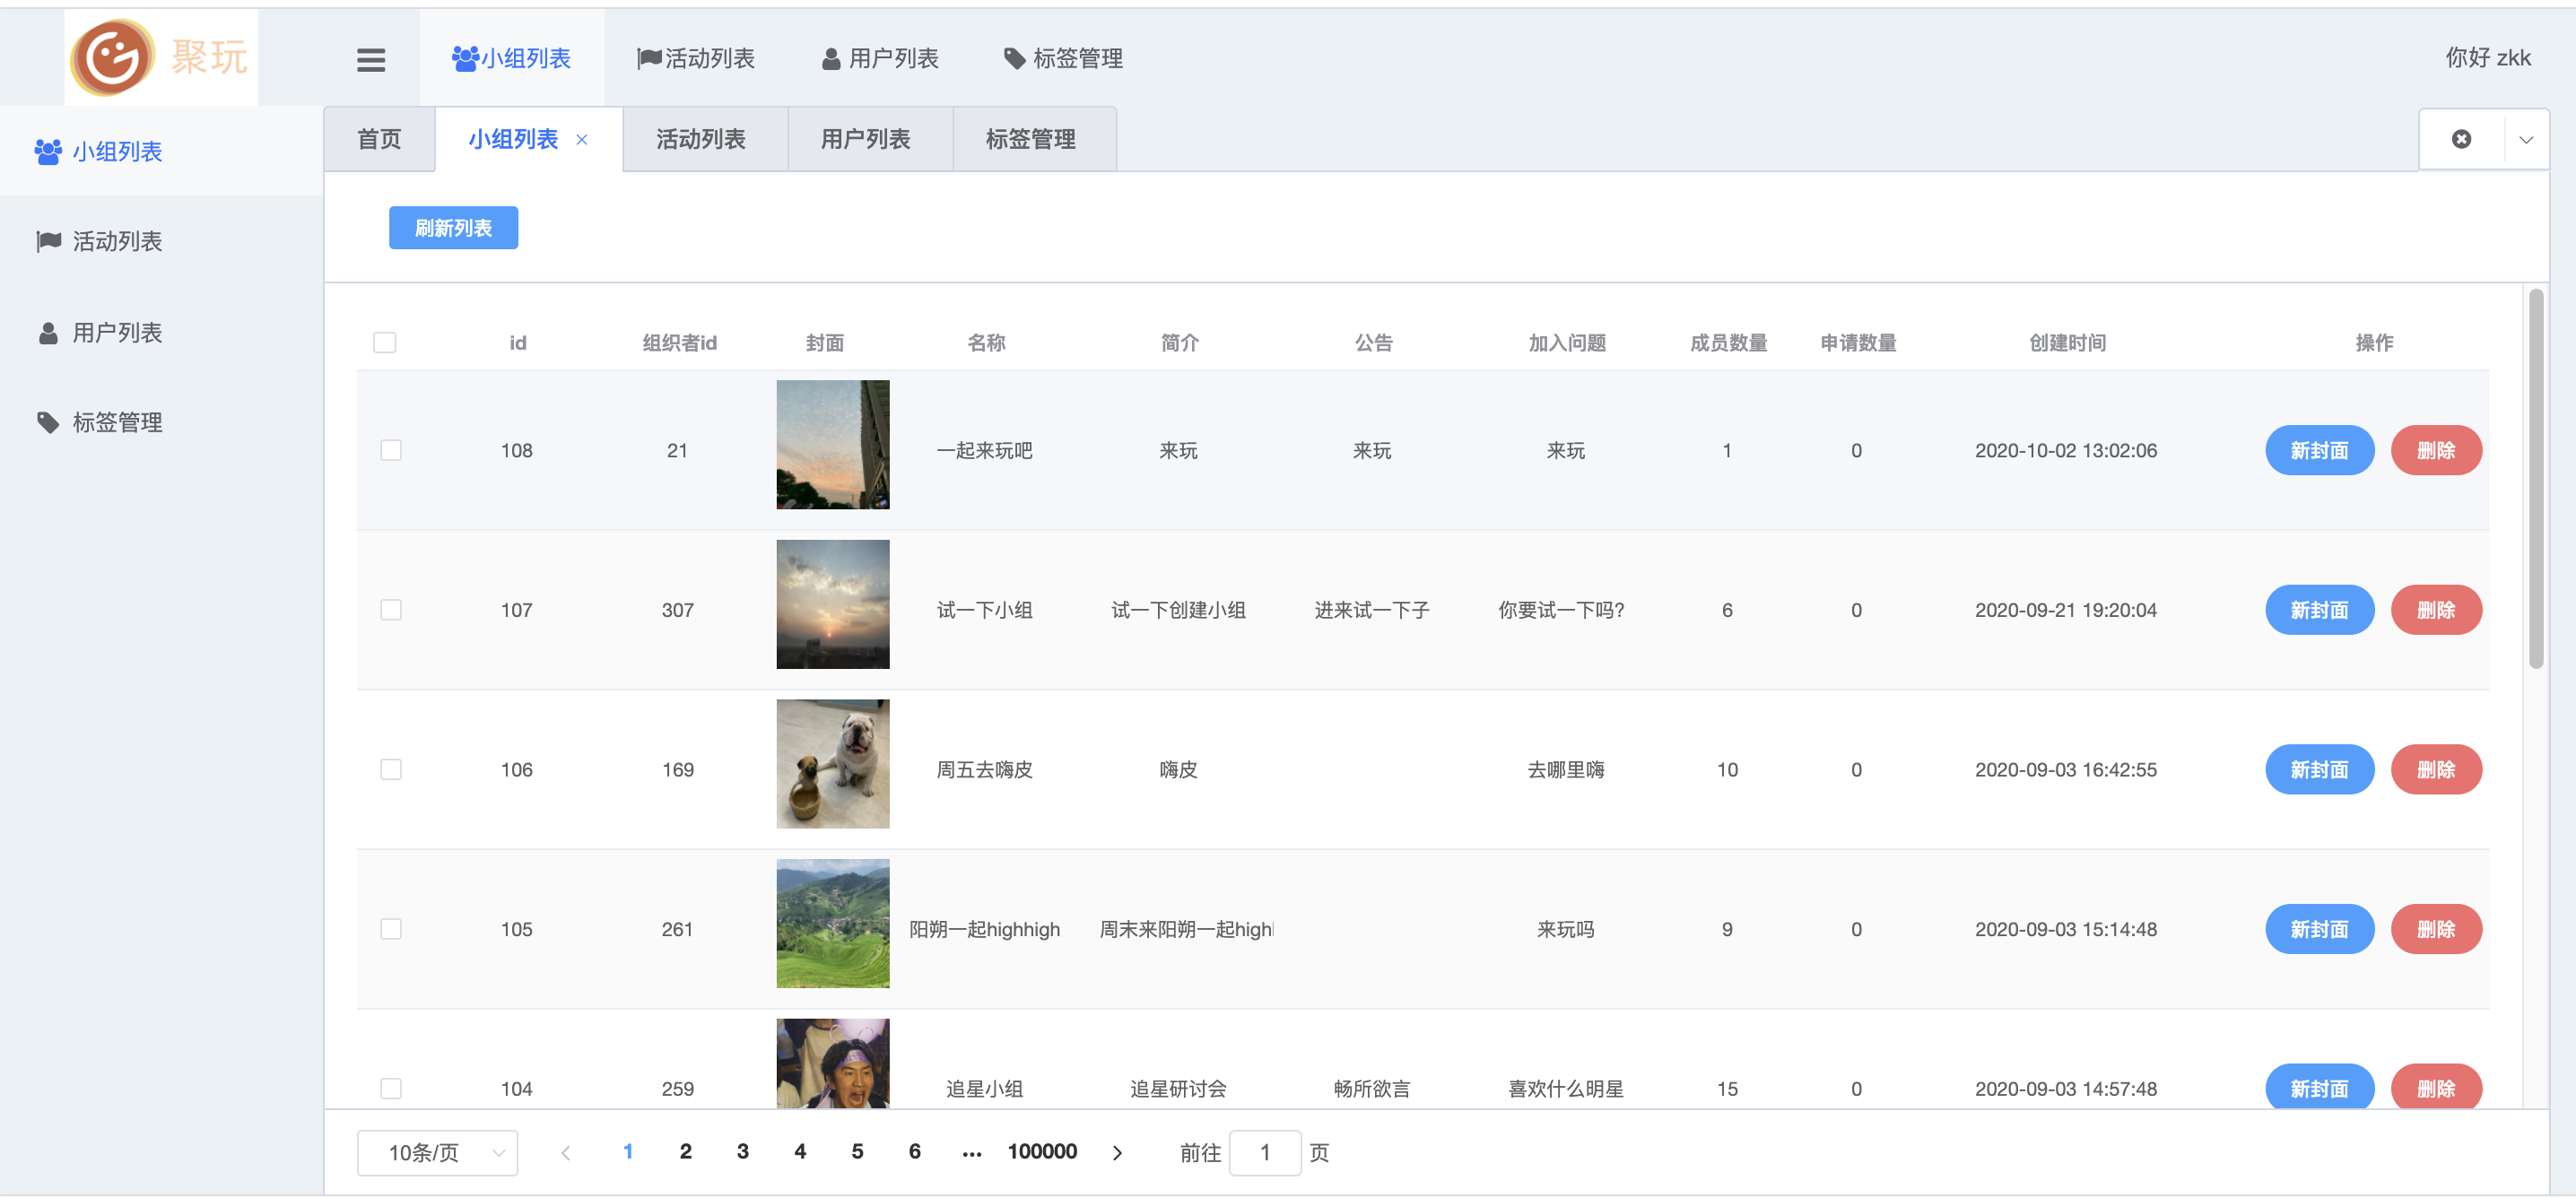 聚玩
小组列表 活动列表 用户列表 标签管理 你好 zkk
小组列表
活动列表
用户列表
标签管理
首页 小组列表 × 活动列表 用户列表 标签管理
刷新列表
id 组织者id 封面 名称 简介 公告 加入问题 成员数量 申请数量 创建时间 操作
108 21 一起来玩吧 来玩 来玩 来玩 1 0 2020-10-02 13:02:06 新封面 删除
107 307 试一下小组 试一下创建小组 进来试一下子 你要试一下吗? 6 0 2020-09-21 19:20:04 新封面 删除
106 169 周五去嗨皮 嗨皮 去哪里嗨 10 0 2020-09-03 16:42:55 新封面 删除
105 261 阳朔一起highhigh 周末来阳朔一起high 来玩吗 9 0 2020-09-03 15:14:48 新封面 删除
104 259 追星小组 追星研讨会 畅所欲言 喜欢什么明星 15 0 2020-09-03 14:57:48 新封面 删除
10条/页 1 2 3 4 5 6 ... 100000 前往 1 页